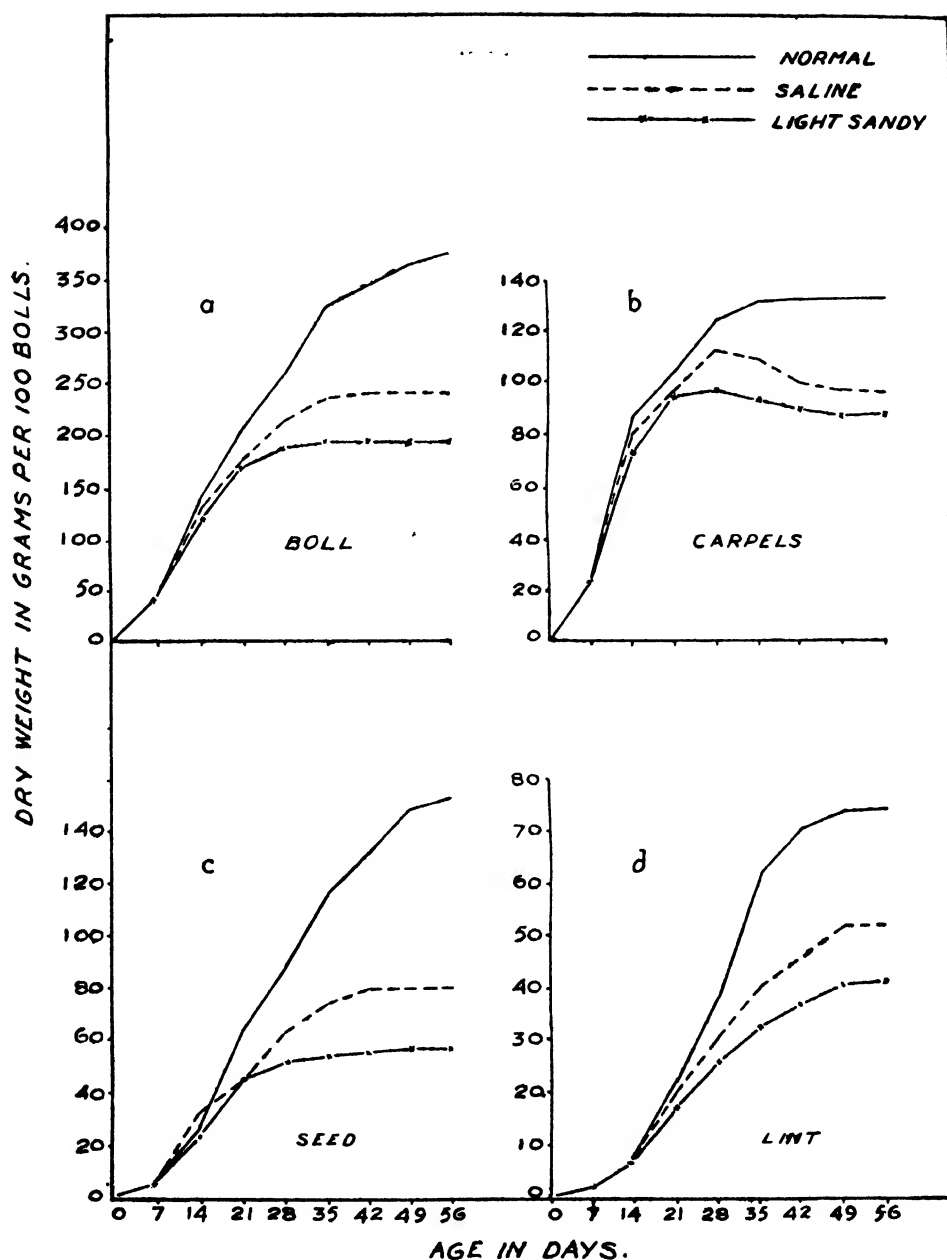 NORMAL
SALINE
LIGHT SANDY
DRY WEIGHT IN GRAMS PER 100 BOLLS.
400
350
300
250
200
150
100
50
0
a
BOLL
140
120
100
80
60
40
20
0
b
CARPELS
140
120
100
80
60
40
20
0
c
SEED
80
70
60
50
40
30
20
10
0
d
LINT
0 7 14 21 28 35 42 49 56
0 7 14 21 28 35 42 49 56
AGE IN DAYS.